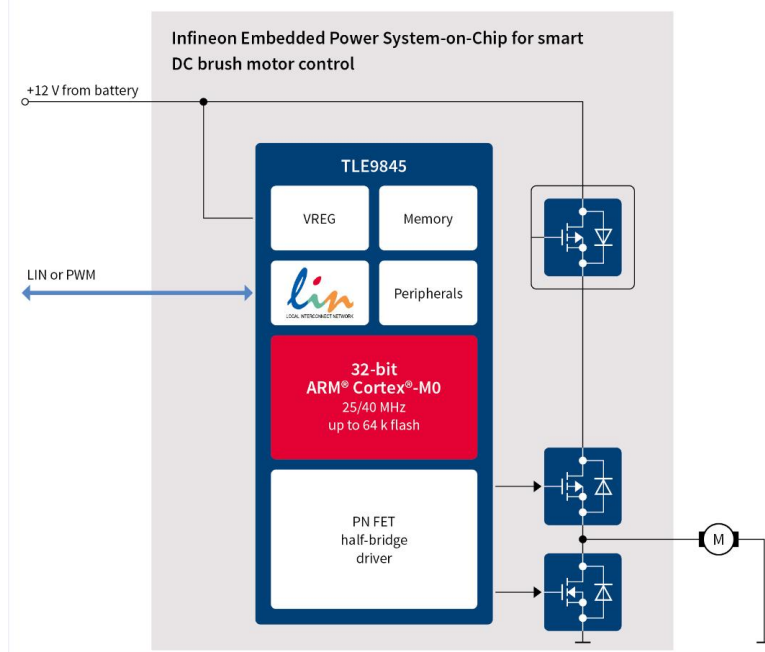 Infineon Embedded Power System-on-Chip for smart
DC brush motor control
+12 V from battery
TLE9845
VREG
Memory
LIN or PWM
lin
LOCAL INTERCONNECT NETWORK
Peripherals
32-bit
ARM® Cortex®-M0
25/40 MHz
up to 64 k flash
PN FET
half-bridge
driver
M